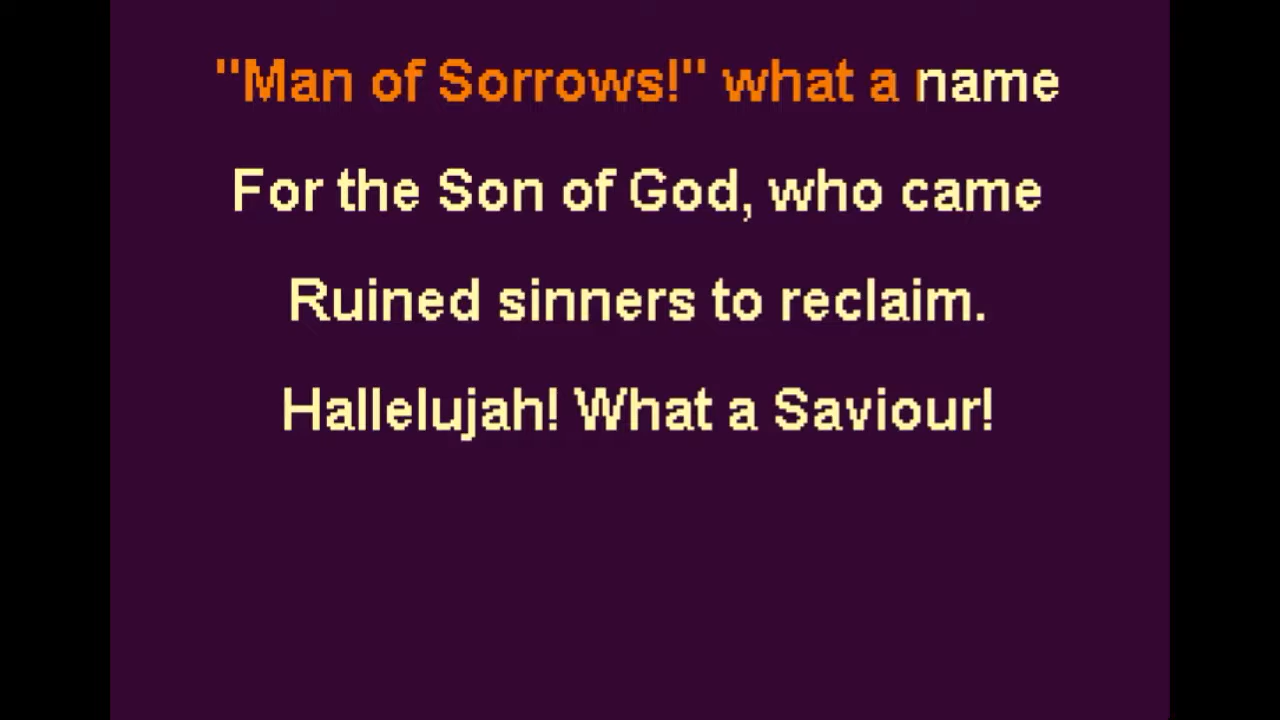 "Man of Sorrows!" what a name
For the Son of God, who came
Ruined sinners to reclaim.
Hallelujah! What a Saviour!